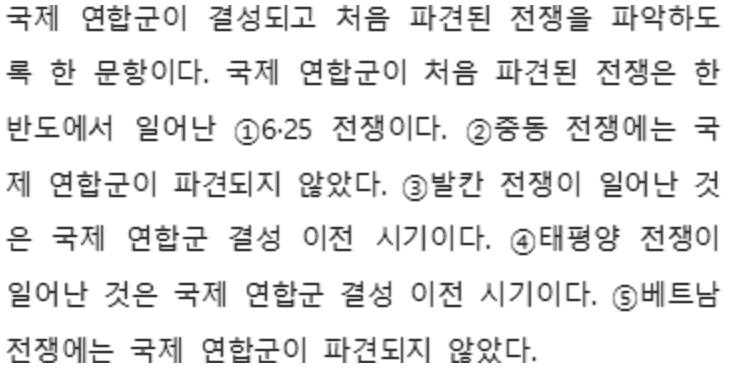 국제 연합군이 결성되고 처음 파견된 전쟁을 파악하도
록 한 문항이다. 국제 연합군이 처음 파견된 전쟁은 한
반도에서 일어난 ①6·25 전쟁이다. ②중동 전쟁에는 국
제 연합군이 파견되지 않았다. ③발칸 전쟁이 일어난 것
은 국제 연합군 결성 이전 시기이다. ④태평양 전쟁이
일어난 것은 국제 연합군 결성 이전 시기이다. ⑤베트남
전쟁에는 국제 연합군이 파견되지 않았다.